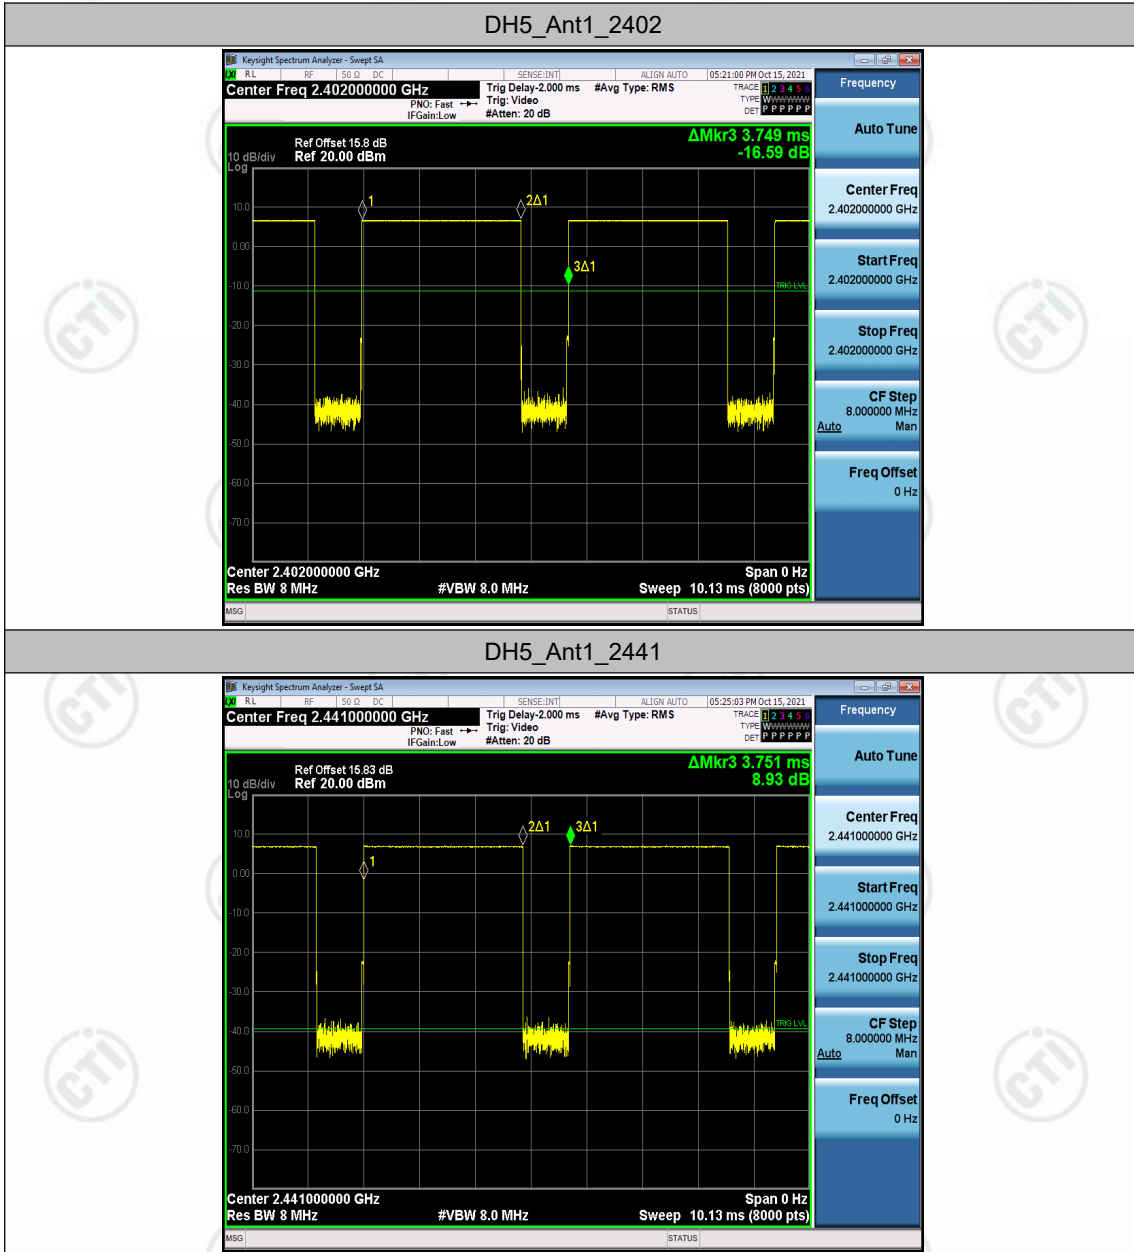 DH5_Ant1_2402
Keysight Spectrum Analyzer - Swept SA
LXI RL RF 50 Ω DC SENSE:INT ALIGN AUTO 05:21:00 PM Oct 15, 2021
Center Freq 2.402000000 GHz
Trig Delay-2.000 ms #Avg Type: RMS TRACE 1 2 3 4 5 6
PNO: Fast Trig: Video TYPE WWWWWW
IFGain:Low #Atten: 20 dB DET P P P P P P
Frequency
Auto Tune
Ref Offset 15.8 dB ΔMkr3 3.749 ms
10 dB/div Ref 20.00 dBm -16.59 dB
Log
Center Freq
2.402000000 GHz
1
2Δ1
10.0
0.00
Start Freq
2.402000000 GHz
3Δ1
-10.0
TRIG LVL
-20.0
Stop Freq
2.402000000 GHz
-30.0
CF Step
8.000000 MHz
Auto Man
-40.0
-50.0
Freq Offset
0 Hz
-60.0
-70.0
Center 2.402000000 GHz Span 0 Hz
Res BW 8 MHz #VBW 8.0 MHz Sweep 10.13 ms (8000 pts)
MSG STATUS
DH5_Ant1_2441
Keysight Spectrum Analyzer - Swept SA
LXI RL RF 50 Ω DC SENSE:INT ALIGN AUTO 05:25:03 PM Oct 15, 2021
Center Freq 2.441000000 GHz
Trig Delay-2.000 ms #Avg Type: RMS TRACE 1 2 3 4 5 6
PNO: Fast Trig: Video TYPE WWWWWW
IFGain:Low #Atten: 20 dB DET P P P P P P
Frequency
Auto Tune
Ref Offset 15.83 dB ΔMkr3 3.751 ms
10 dB/div Ref 20.00 dBm 8.93 dB
Log
Center Freq
2.441000000 GHz
2Δ1 3Δ1
10.0
1
0.00
Start Freq
2.441000000 GHz
-10.0
-20.0
Stop Freq
2.441000000 GHz
-30.0
TRIG LVL
CF Step
8.000000 MHz
Auto Man
-40.0
-50.0
Freq Offset
0 Hz
-60.0
-70.0
Center 2.441000000 GHz Span 0 Hz
Res BW 8 MHz #VBW 8.0 MHz Sweep 10.13 ms (8000 pts)
MSG STATUS
CTI
CTI
CTI
CTI
CTI
CTI